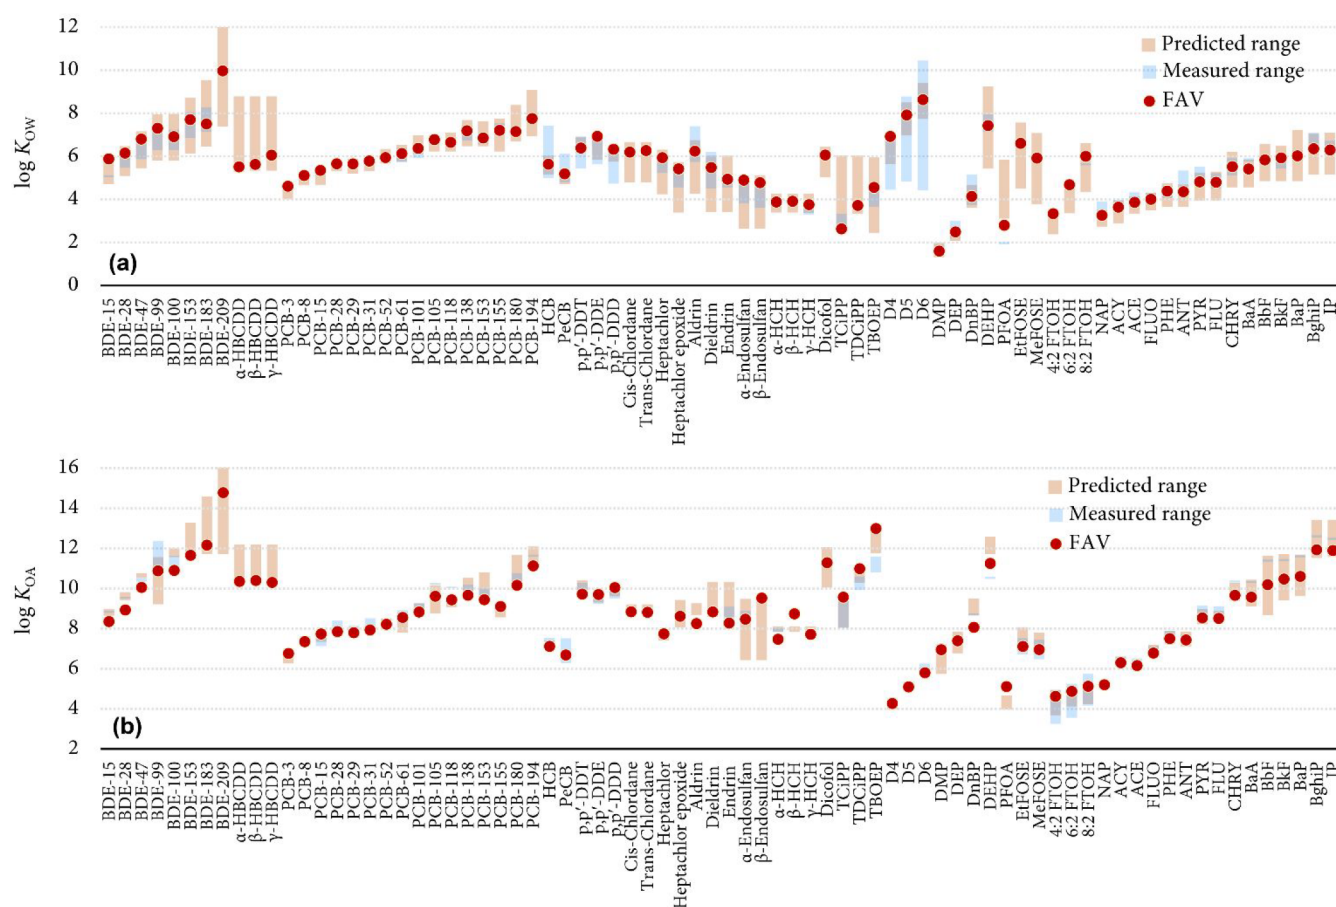 12
10
8
6
4
2
0
log KOW
Predicted range
Measured range
FAV
(a)
BDE-15
BDE-28
BDE-47
BDE-99
BDE-100
BDE-153
BDE-183
BDE-209
α-HBCDD
β-HBCDD
γ-HBCDD
PCB-3
PCB-8
PCB-15
PCB-28
PCB-29
PCB-31
PCB-52
PCB-61
PCB-101
PCB-105
PCB-118
PCB-138
PCB-153
PCB-155
PCB-180
PCB-194
HCB
PeCB
p,p′-DDT
p,p′-DDE
p,p′-DDD
Cis-Chlordane
Trans-Chlordane
Heptachlor
Heptachlor epoxide
Aldrin
Dieldrin
Endrin
α-Endosulfan
β-Endosulfan
α-HCH
β-HCH
γ-HCH
Dicofol
TCiPP
TDCiPP
TBOEP
D4
D5
D6
DMP
DEP
DnBP
DEHP
PFOA
EtFOSE
MeFOSE
4:2 FTOH
6:2 FTOH
8:2 FTOH
NAP
ACY
ACE
FLUO
PHE
ANT
PYR
FLU
CHRY
BaA
BbF
BkF
BaP
BghiP
IP
16
14
12
10
8
6
4
2
log KOA
Predicted range
Measured range
FAV
(b)
BDE-15
BDE-28
BDE-47
BDE-99
BDE-100
BDE-153
BDE-183
BDE-209
α-HBCDD
β-HBCDD
γ-HBCDD
PCB-3
PCB-8
PCB-15
PCB-28
PCB-29
PCB-31
PCB-52
PCB-61
PCB-101
PCB-105
PCB-118
PCB-138
PCB-153
PCB-155
PCB-180
PCB-194
HCB
PeCB
p,p′-DDT
p,p′-DDE
p,p′-DDD
Cis-Chlordane
Trans-Chlordane
Heptachlor
Heptachlor epoxide
Aldrin
Dieldrin
Endrin
α-Endosulfan
β-Endosulfan
α-HCH
β-HCH
γ-HCH
Dicofol
TCiPP
TDCiPP
TBOEP
D4
D5
D6
DMP
DEP
DnBP
DEHP
PFOA
EtFOSE
MeFOSE
4:2 FTOH
6:2 FTOH
8:2 FTOH
NAP
ACY
ACE
FLUO
PHE
ANT
PYR
FLU
CHRY
BaA
BbF
BkF
BaP
BghiP
IP